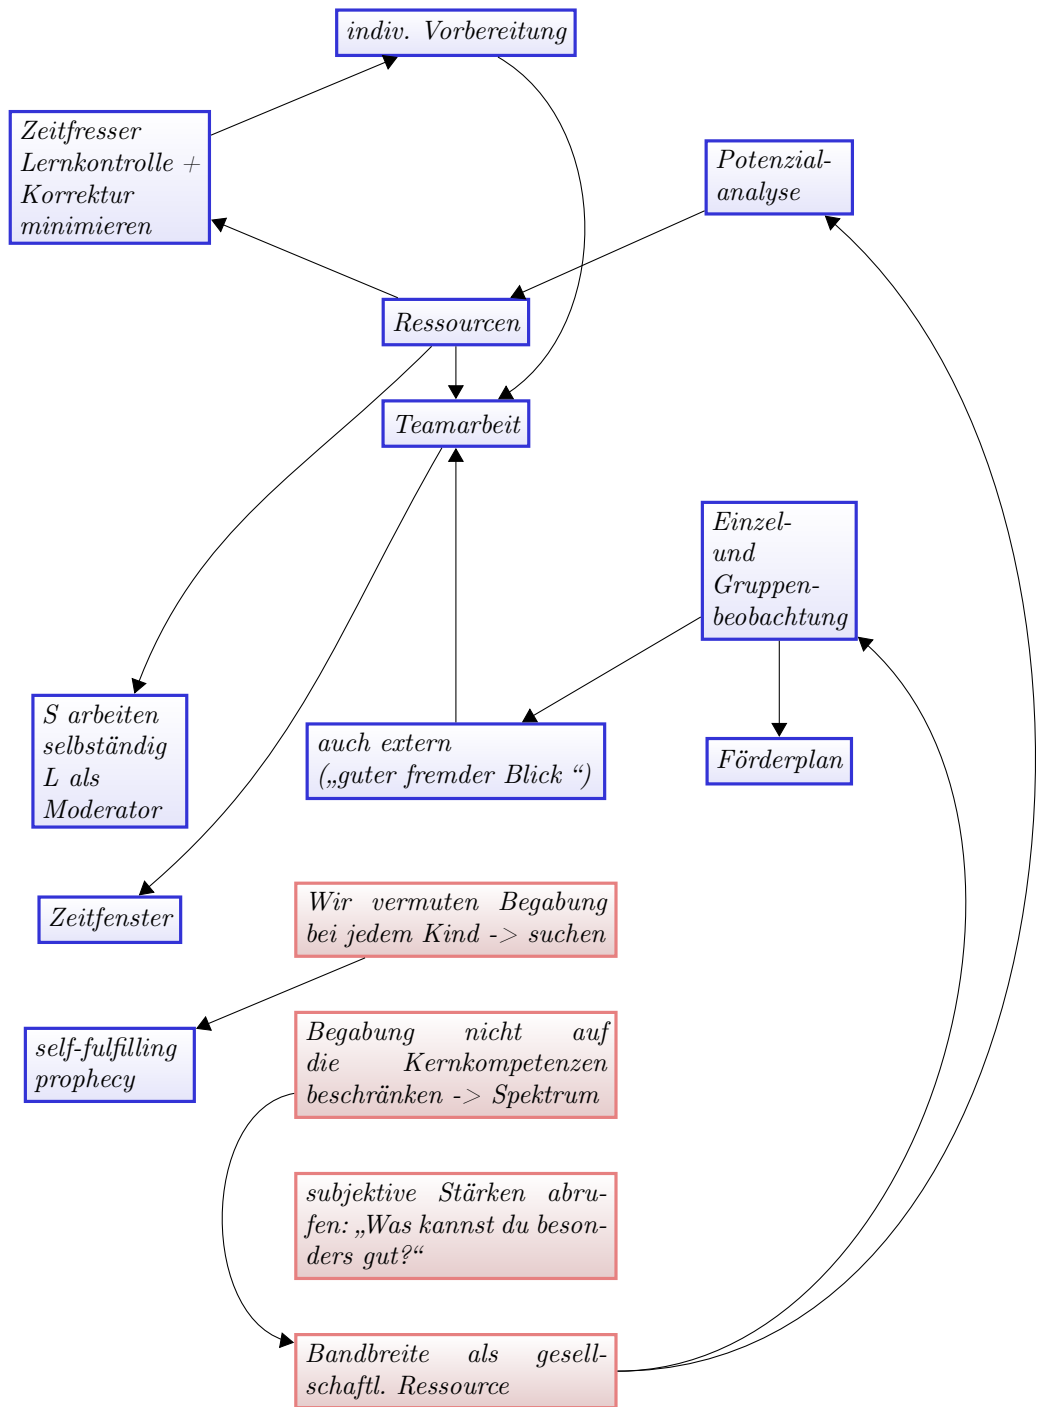 indiv. Vorbereitung
Zeitfresser
Lernkontrolle +
Korrektur
minimieren
Potenzial-
analyse
Ressourcen
Teamarbeit
Einzel-
und
Gruppen-
beobachtung
S arbeiten
selbständig
L als
Moderator
auch extern
(„guter fremder Blick “)
Förderplan
Zeitfenster
Wir vermuten Begabung
bei jedem Kind -> suchen
self-fulfilling
prophecy
Begabung nicht auf
die Kernkompetenzen
beschränken -> Spektrum
subjektive Stärken abru-
fen: „Was kannst du beson-
ders gut?“
Bandbreite als gesell-
schaftl. Ressource